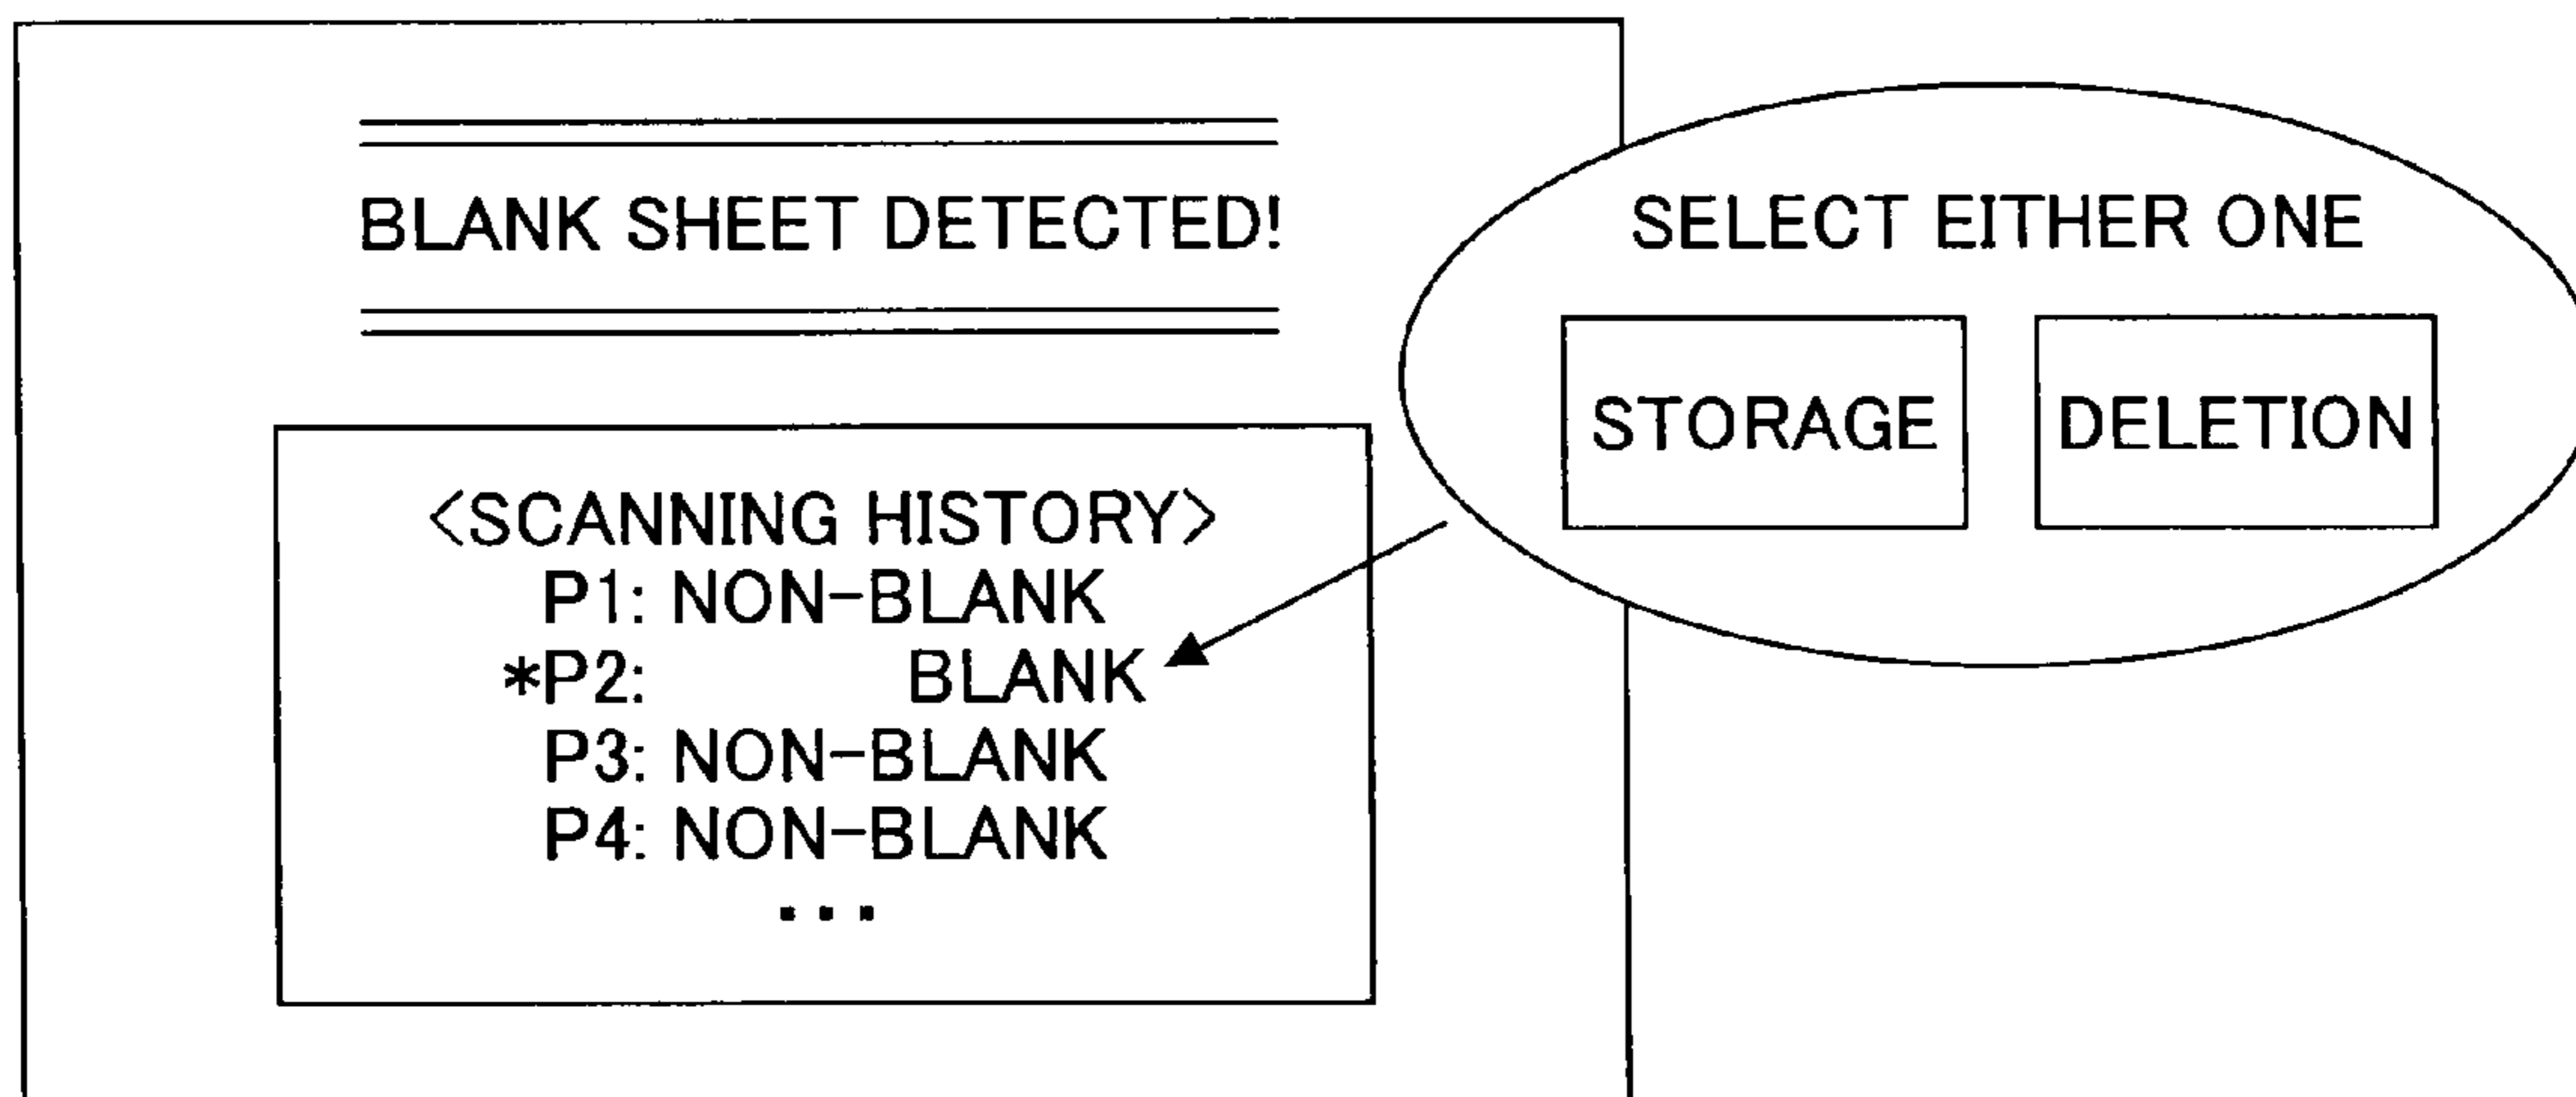 BLANK SHEET DETECTED!
<SCANNING HISTORY>
P1: NON-BLANK
*P2: BLANK
P3: NON-BLANK
P4: NON-BLANK
...
SELECT EITHER ONE
STORAGE DELETION